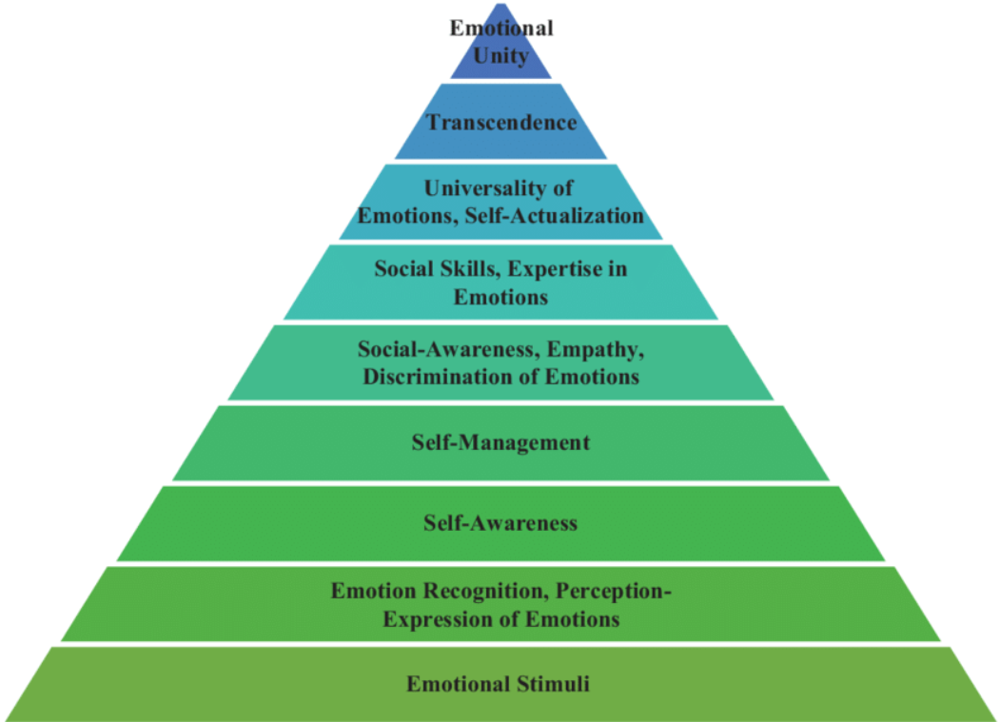 Emotional
Unity
Transcendence
Universality of
Emotions, Self-Actualization
Social Skills, Expertise in
Emotions
Social-Awareness, Empathy,
Discrimination of Emotions
Self-Management
Self-Awareness
Emotion Recognition, Perception-
Expression of Emotions
Emotional Stimuli